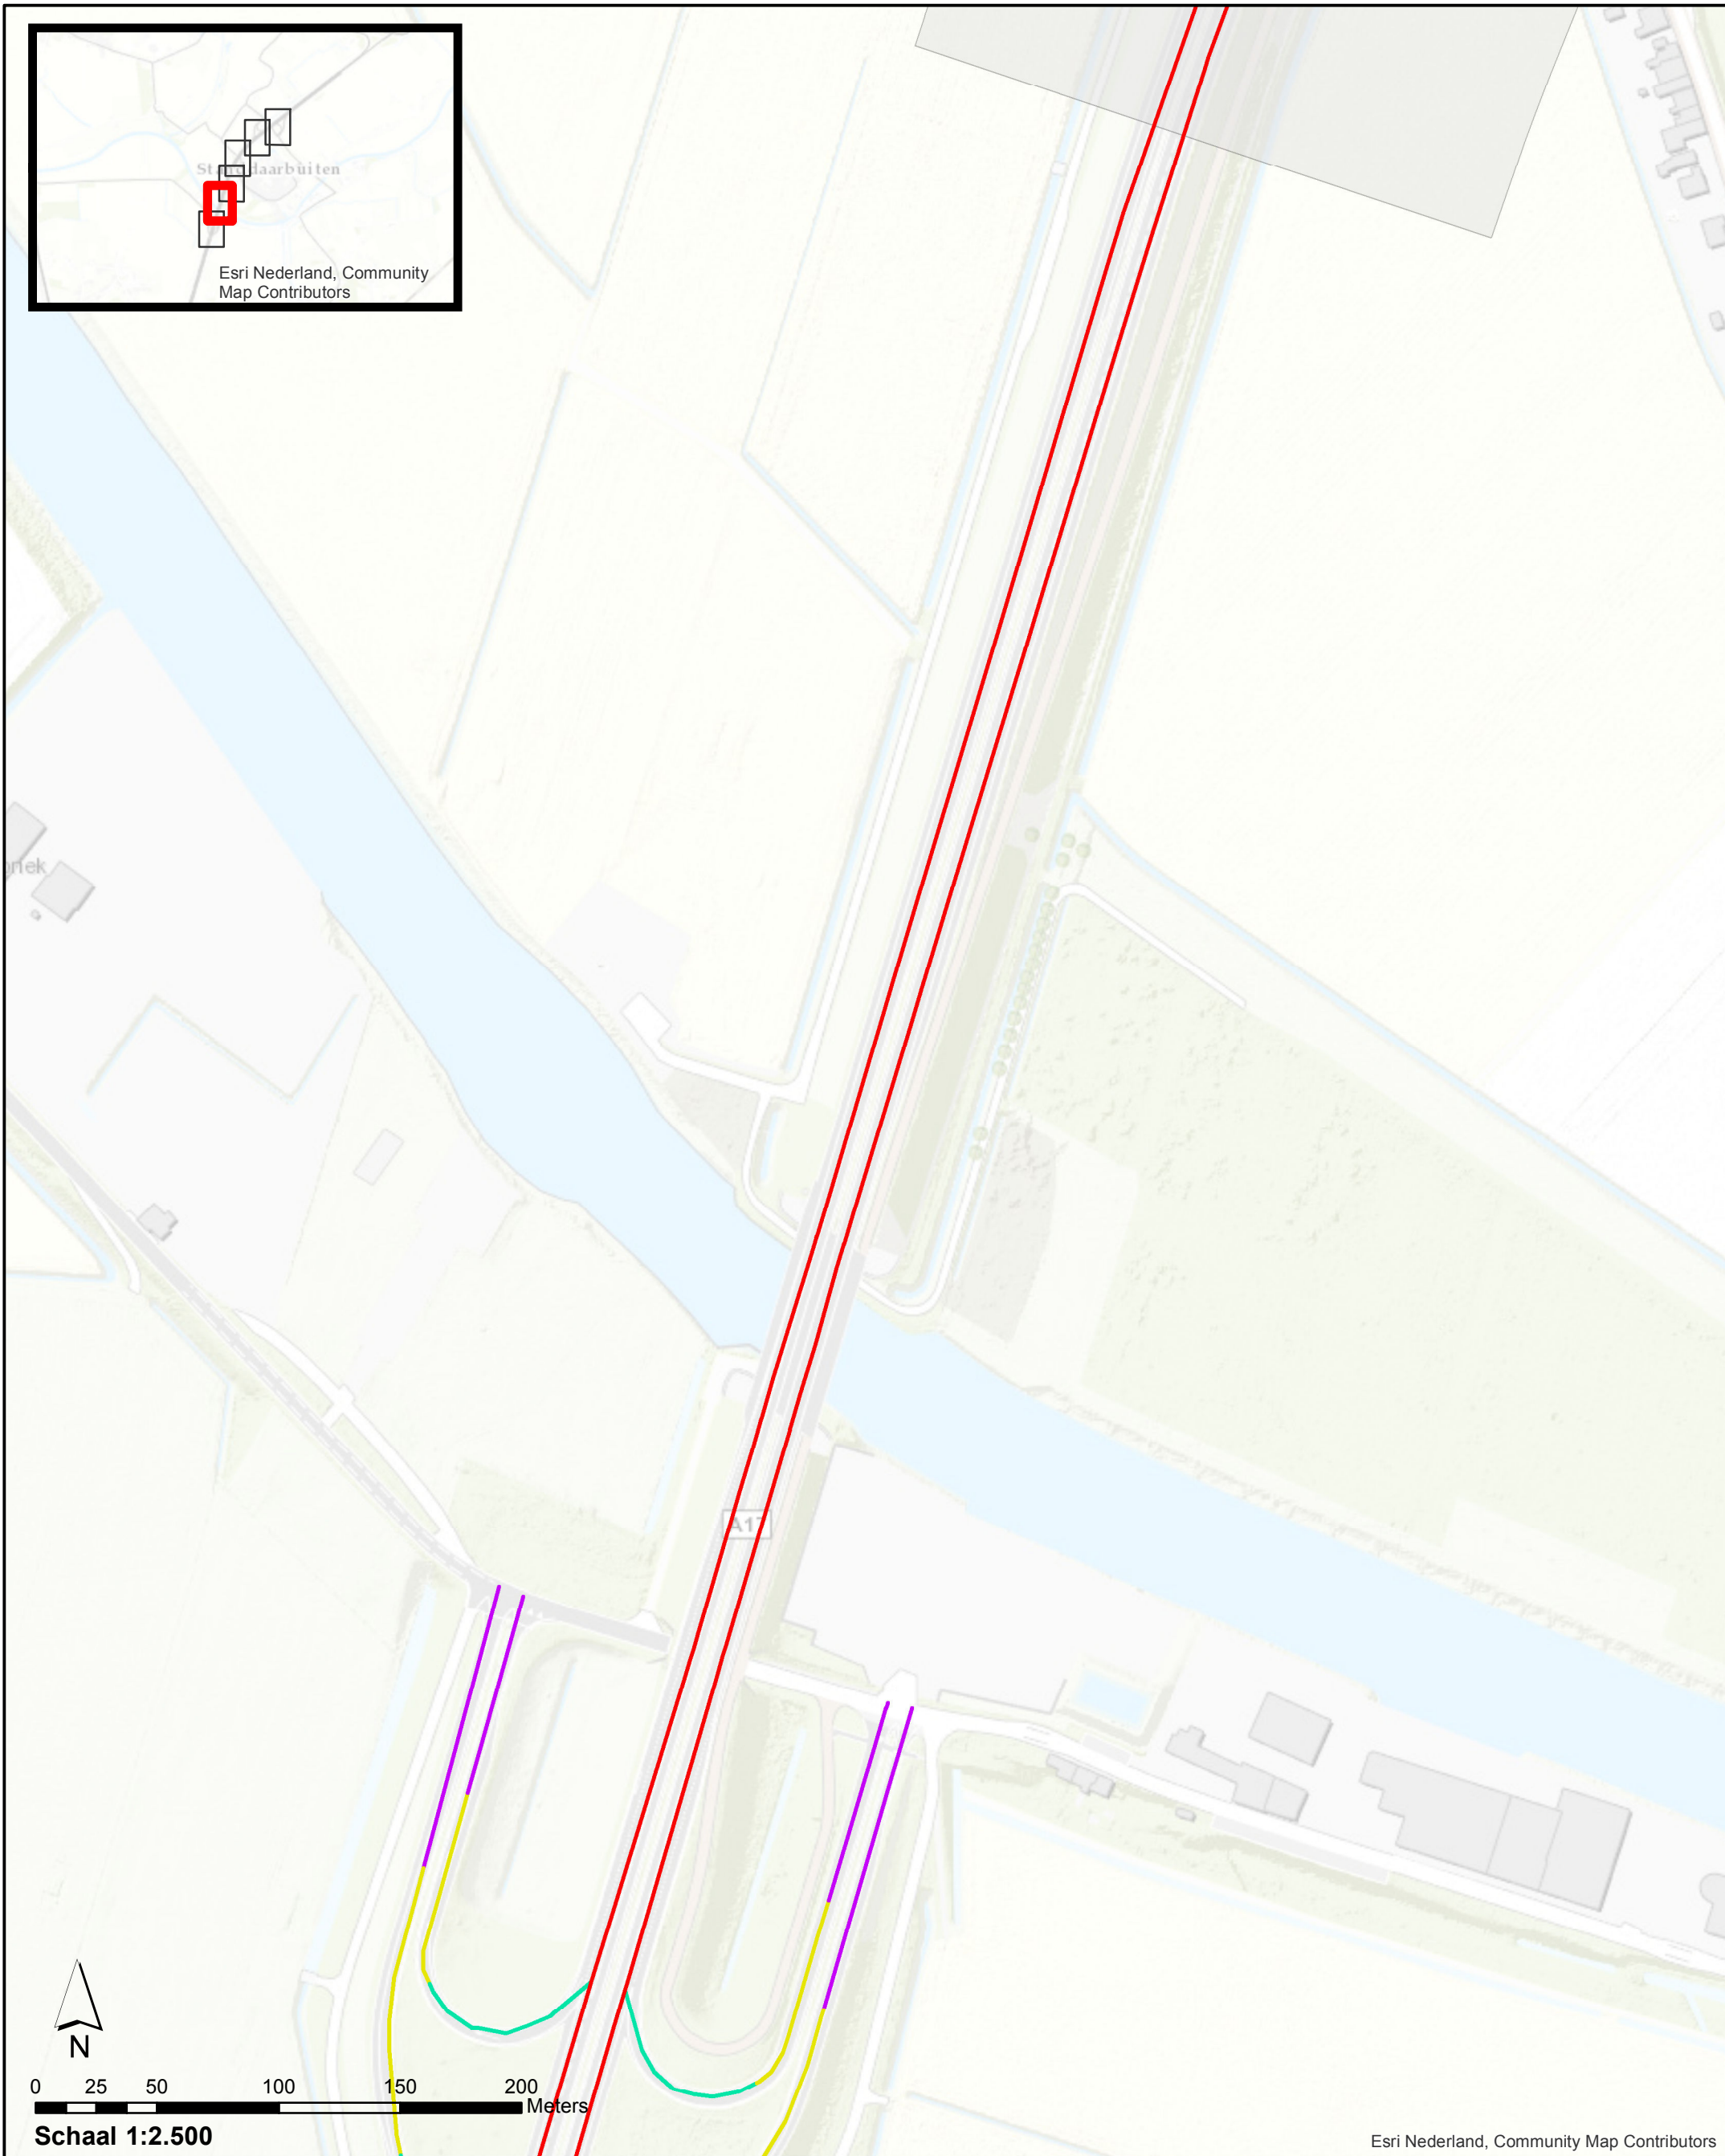 Esri Nederland, Community
Map Contributors
A17
N
0 25 50 100 150 200
Meters
Schaal 1:2.500
Esri Nederland, Community Map Contributors